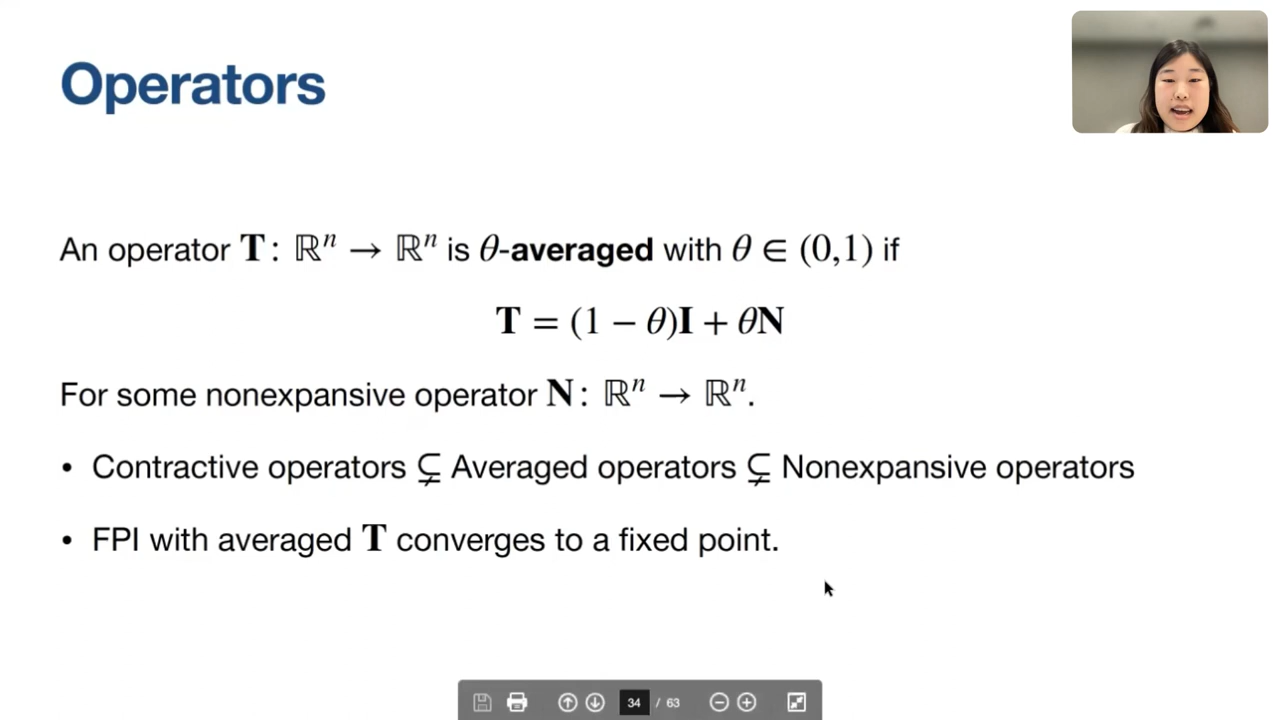 Operators
An operator T: ℝⁿ → ℝⁿ is θ-averaged with θ ∈ (0,1) if
T = (1 − θ)I + θN
For some nonexpansive operator N: ℝⁿ → ℝⁿ.
• Contractive operators ⊊ Averaged operators ⊊ Nonexpansive operators
• FPI with averaged T converges to a fixed point.
34 / 63